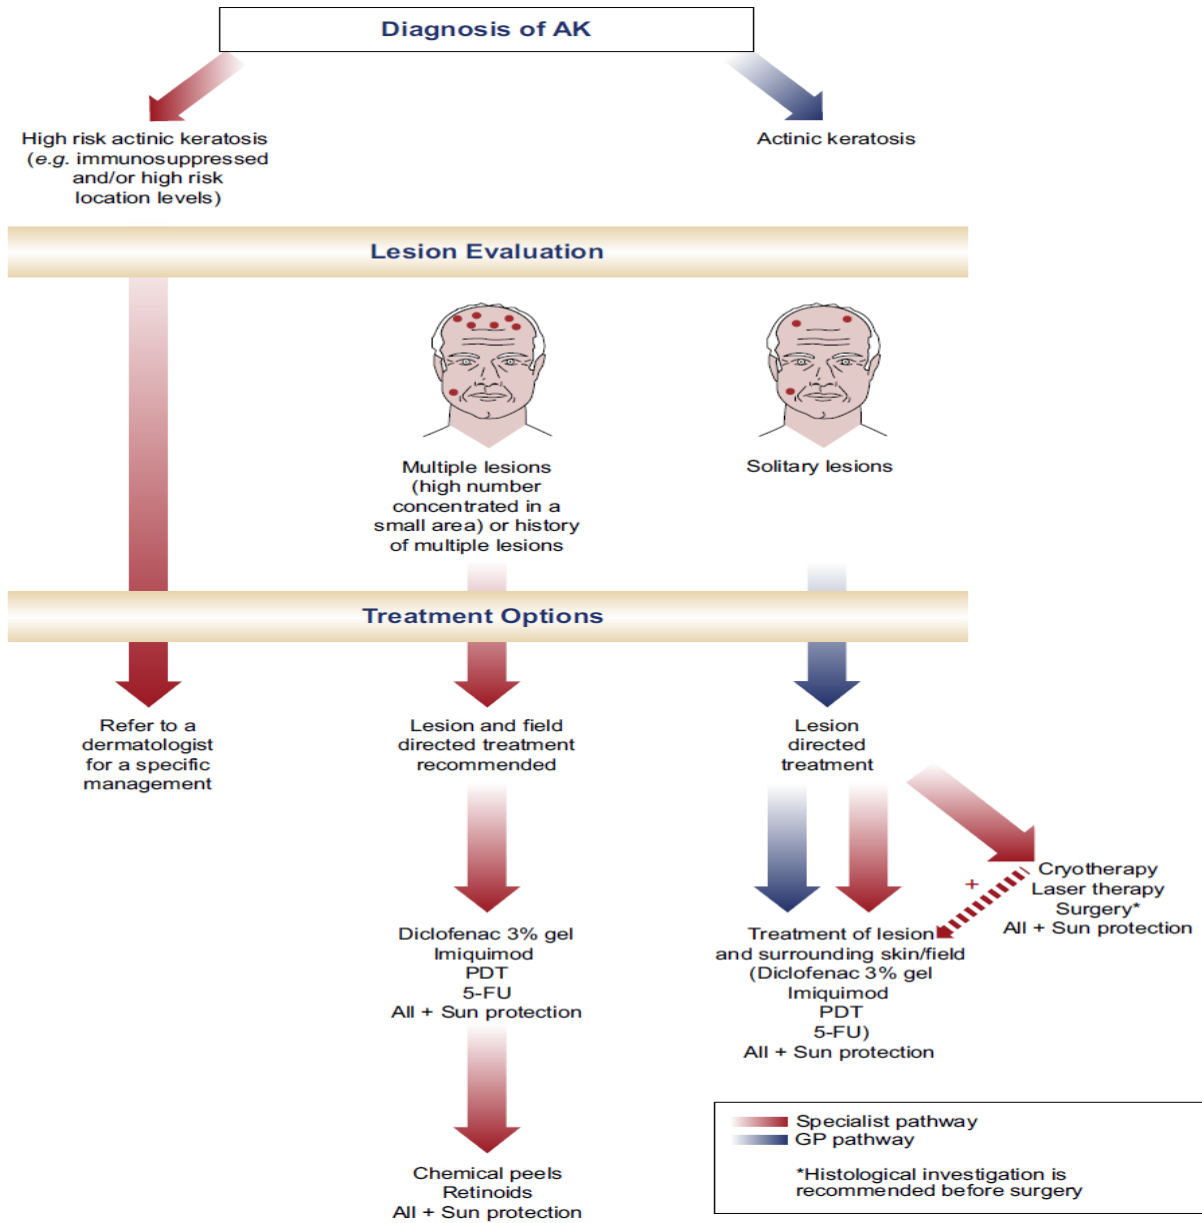 Diagnosis of AK
High risk actinic keratosis
(e.g. immunosuppressed
and/or high risk
location levels)
Actinic keratosis
Lesion Evaluation
Multiple lesions
(high number
concentrated in a
small area) or history
of multiple lesions
Solitary lesions
Treatment Options
Refer to a
dermatologist
for a specific
management
Lesion and field
directed treatment
recommended
Lesion
directed
treatment
Cryotherapy
Laser therapy
Surgery*
All + Sun protection
+
Diclofenac 3% gel
Imiquimod
PDT
5-FU
All + Sun protection
Treatment of lesion
and surrounding skin/field
(Diclofenac 3% gel
Imiquimod
PDT
5-FU)
All + Sun protection
Chemical peels
Retinoids
All + Sun protection
Specialist pathway
GP pathway
*Histological investigation is
recommended before surgery